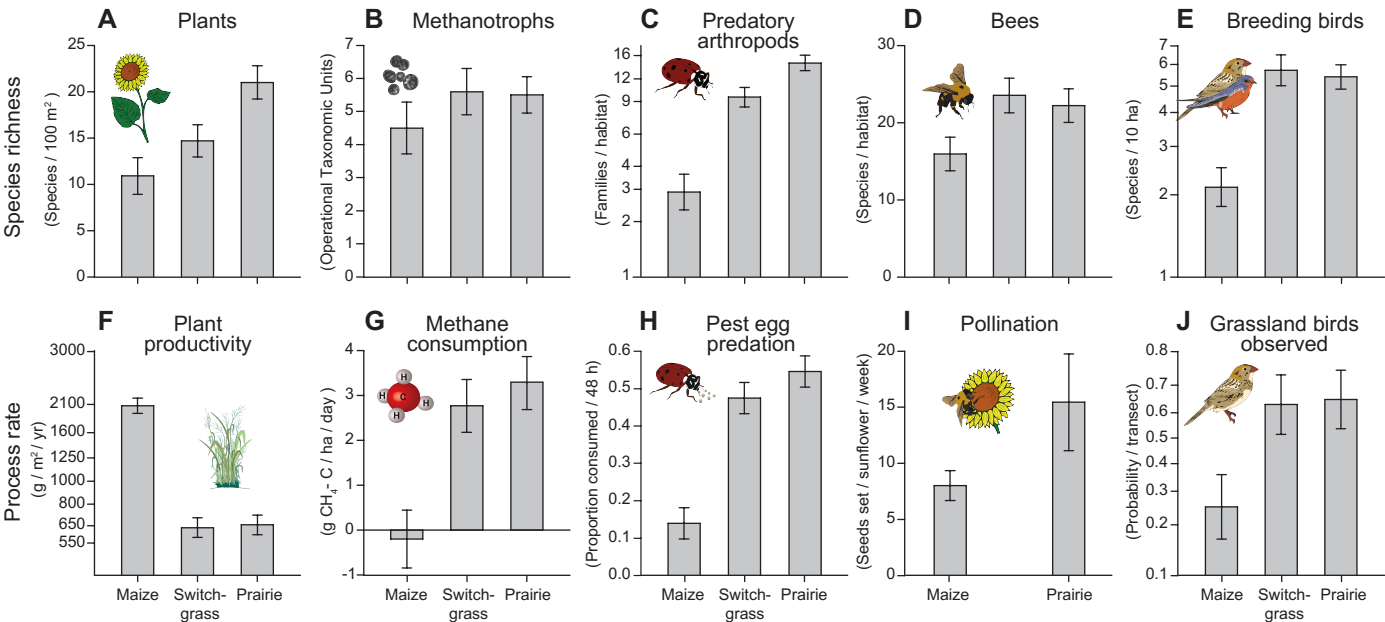 A Plants
B Methanotrophs
C Predatory
arthropods
D Bees
E Breeding birds
Species richness
(Species / 100 m²)
25
20
15
10
5
0
(Operational Taxonomic Units)
7
6
5
4
3
2
1
0
(Families / habitat)
16
12
9
6
4
3
2
1
(Species / habitat)
30
20
10
0
(Species / 10 ha)
7
6
5
4
3
2
1
F Plant
productivity
G Methane
consumption
H Pest egg
predation
I Pollination
J Grassland birds
observed
Process rate
(g / m² / yr)
3000
2100
1600
1250
1000
800
650
550
Maize Switch- Prairie
grass
(g CH₄- C / ha / day)
4
3
2
1
0
-1
H
H
C
H
H
Maize Switch- Prairie
grass
(Proportion consumed / 48 h)
0.6
0.5
0.4
0.3
0.2
0.1
0.0
Maize Switch- Prairie
grass
(Seeds set / sunflower / week)
20
15
10
5
0
Maize Prairie
(Probability / transect)
0.8
0.7
0.6
0.5
0.4
0.3
0.2
0.1
Maize Switch- Prairie
grass